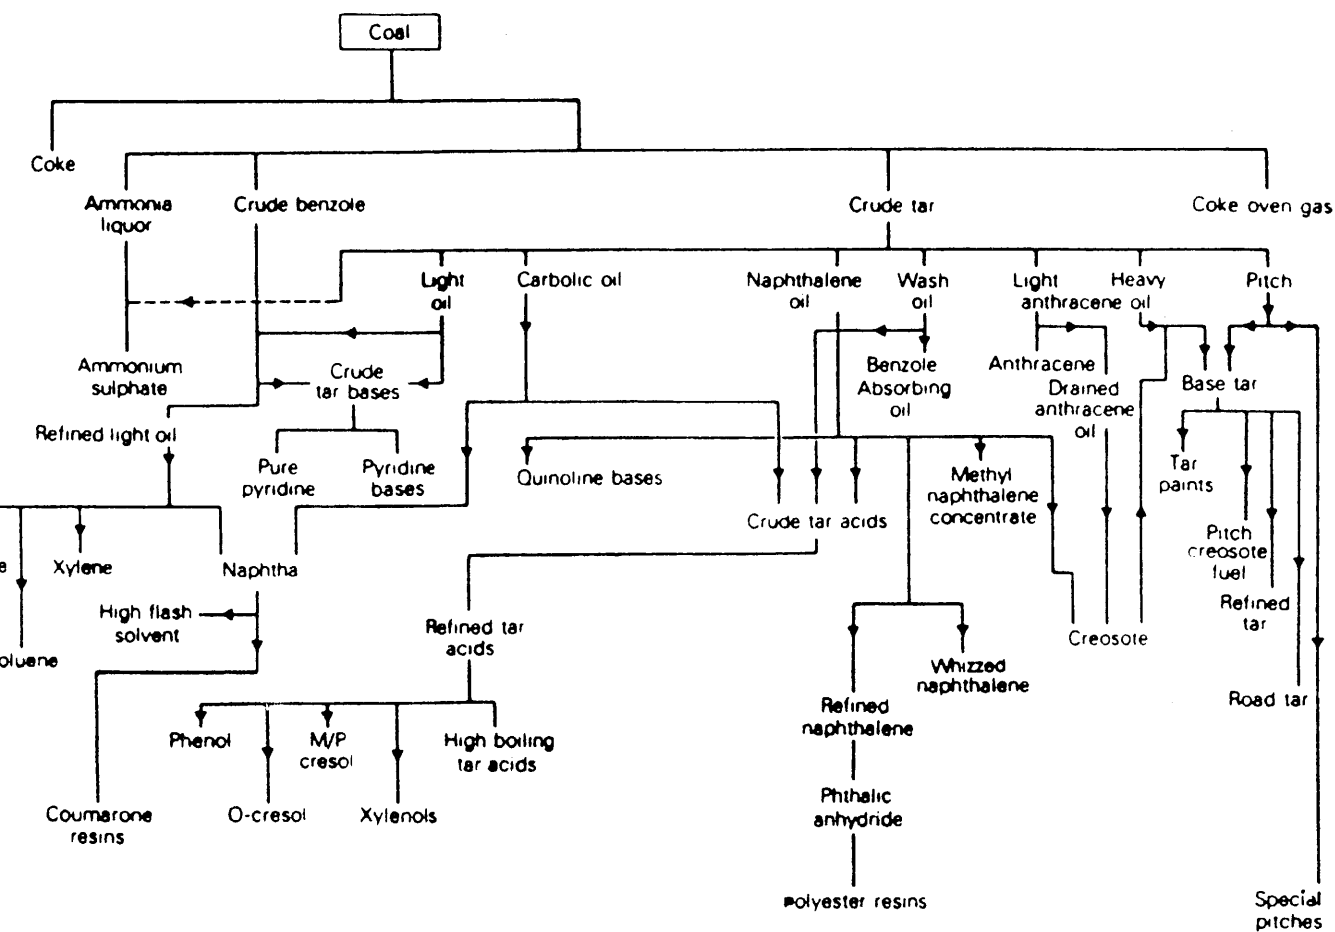 Coal
Coke
Ammonia
liquor
Crude benzole
Crude tar
Coke oven gas
Light
oil
Carbolic oil
Naphthalene
oil
Wash
oil
Light
Heavy
anthracene oil
Pitch
Ammonium
sulphate
Crude
tar bases
Benzole
Absorbing
oil
Anthracene
Drained
anthracene
oil
Base tar
Refined light oil
Pure
pyridine
Pyridine
bases
Quinoline bases
Methyl
naphthalene
concentrate
Tar
paints
Crude tar acids
Pitch
creosote
fuel
e
Xylene
Naphtha
High flash
solvent
Refined tar
acids
Refined
tar
Creosote
oluene
Whizzed
naphthalene
Road tar
Refined
naphthalene
Phenol
M/P
cresol
High boiling
tar acids
Coumarone
resins
O-cresol
Xylenols
Phthalic
anhydride
polyester resins
Special
pitches